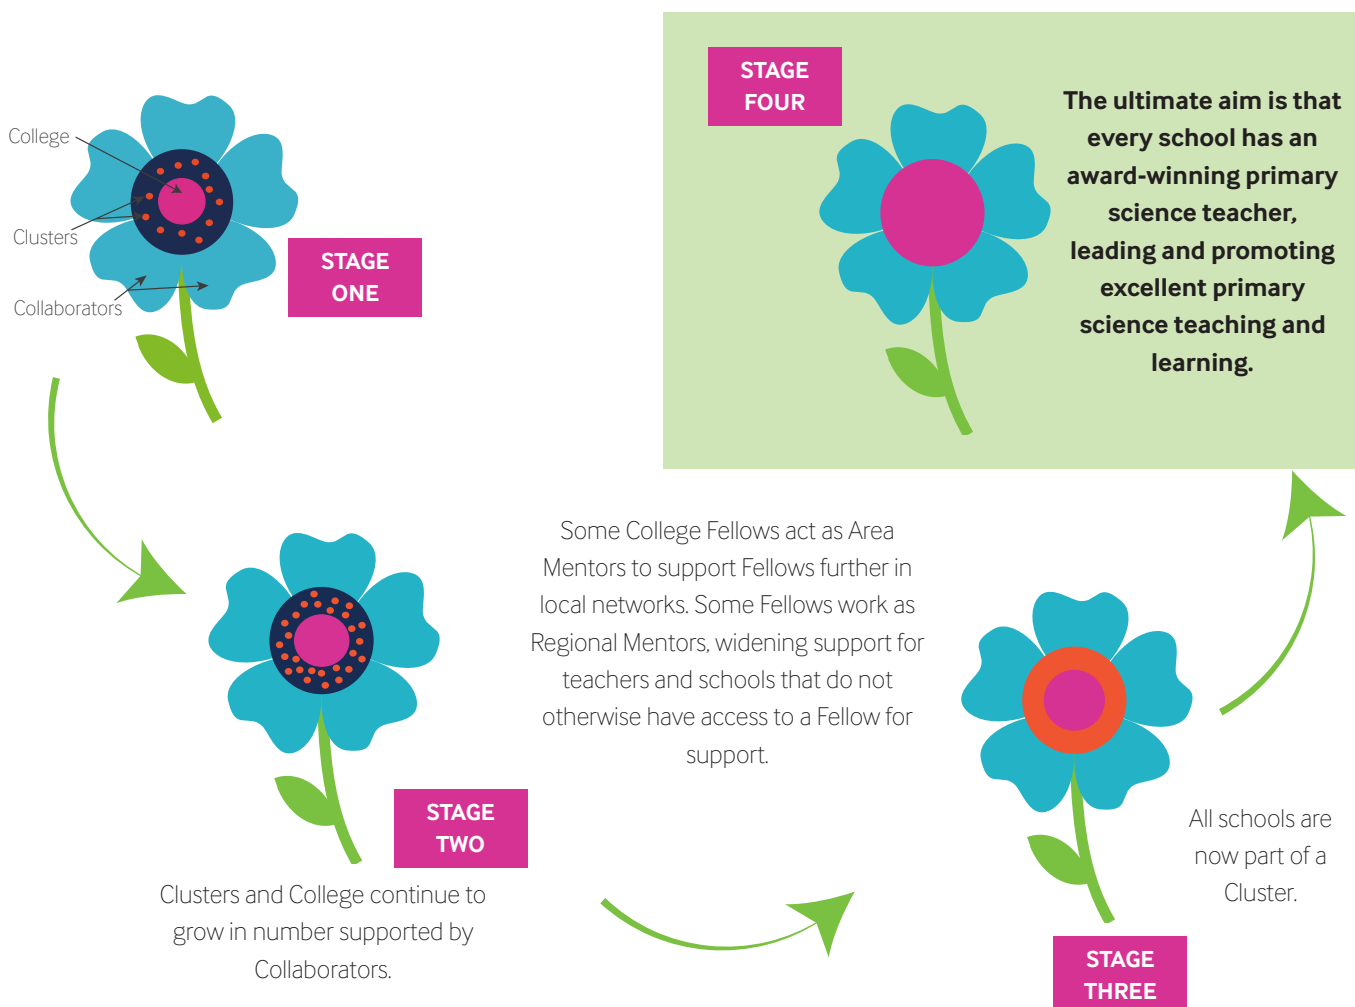 College
Clusters
Collaborators
STAGE
ONE
STAGE
TWO
Clusters and College continue to
grow in number supported by
Collaborators.
Some College Fellows act as Area
Mentors to support Fellows further in
local networks. Some Fellows work as
Regional Mentors, widening support for
teachers and schools that do not
otherwise have access to a Fellow for
support.
STAGE
THREE
All schools are
now part of a
Cluster.
STAGE
FOUR
The ultimate aim is that
every school has an
award-winning primary
science teacher,
leading and promoting
excellent primary
science teaching and
learning.